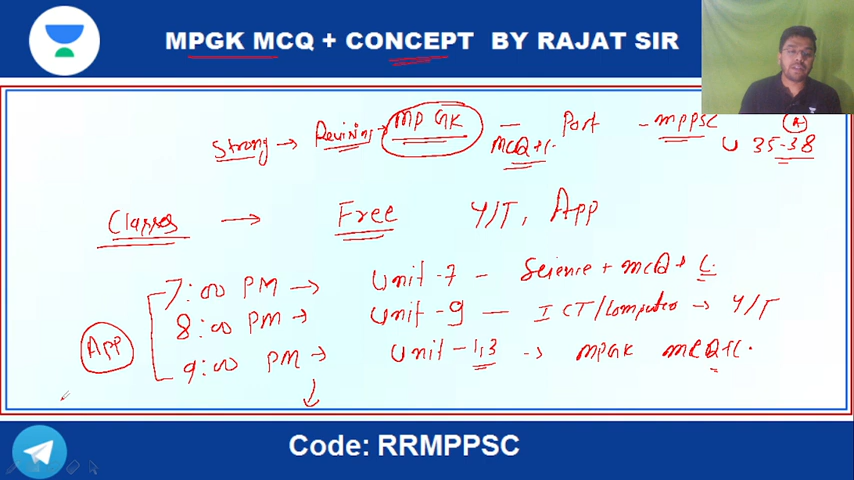 MPGK MCQ + CONCEPT BY RAJAT SIR
Strong → Revising → MP GK — MCQ+C. Part - MPPSC (A) U 35-38
Classes → Free Y/T, App
7:00 PM → Unit-7 - Science + MCQ + C.
App 8:00 PM → Unit-9 — ICT/Computer → Y/T
9:00 PM → Unit-1,3 → MPGK MCQ+C.
Code: RRMPPSC